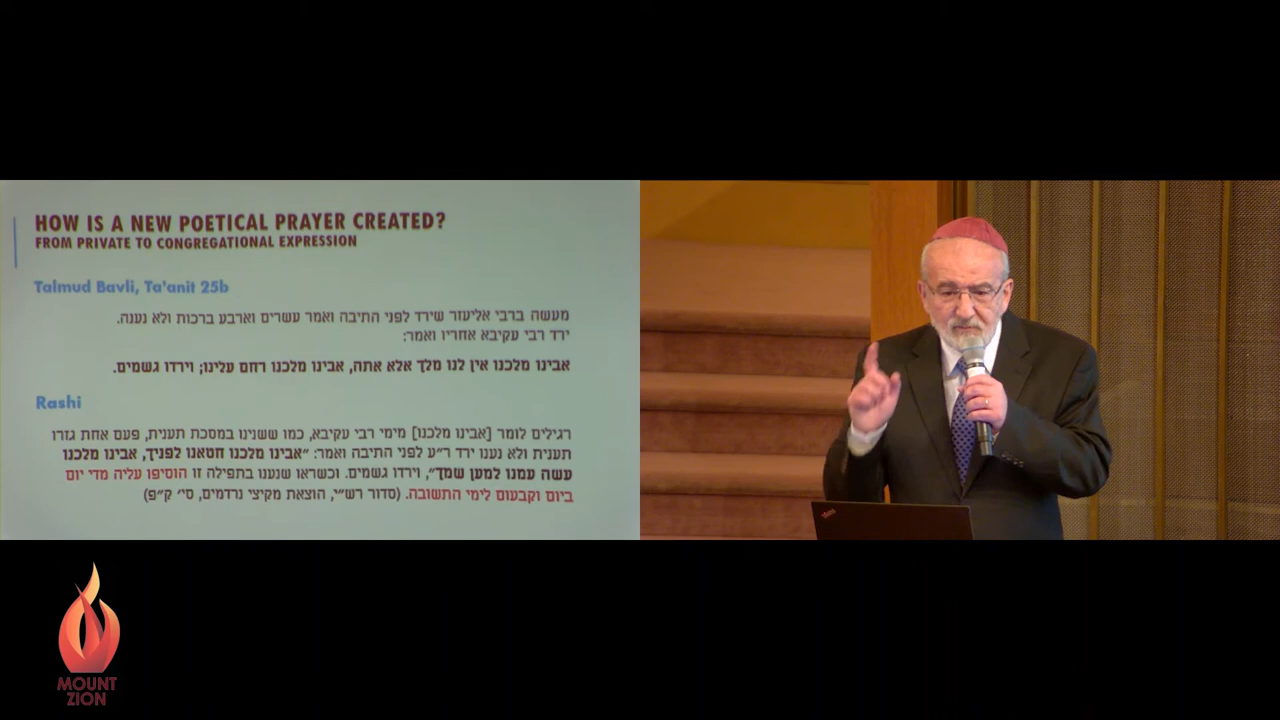 HOW IS A NEW POETICAL PRAYER CREATED?
FROM PRIVATE TO CONGREGATIONAL EXPRESSION
Talmud Bavli, Ta'anit 25b
מעשה ברבי אליעזר שירד לפני התיבה ואמר עשרים וארבע ברכות ולא נענה.
ירד רבי עקיבא אחריו ואמר:
אבינו מלכנו אין לנו מלך אלא אתה, אבינו מלכנו רחם עלינו; וירדו גשמים.
Rashi
רגילים לומר [אבינו מלכנו] מימי רבי עקיבא, כמו ששנינו במסכת תענית, פעם אחת גזרו
תענית ולא נענו ירד ר"ע לפני התיבה ואמר: "אבינו מלכנו חטאנו לפניך, אבינו מלכנו
עשה עמנו למען שמך", וירדו גשמים. וכשראו שנענו בתפילה זו הוסיפו עליה מדי יום
ביום וקבעום לימי התשובה. (סדור רש"י, הוצאת מקיצי נרדמים, סי' ק"פ)
MOUNT
ZION